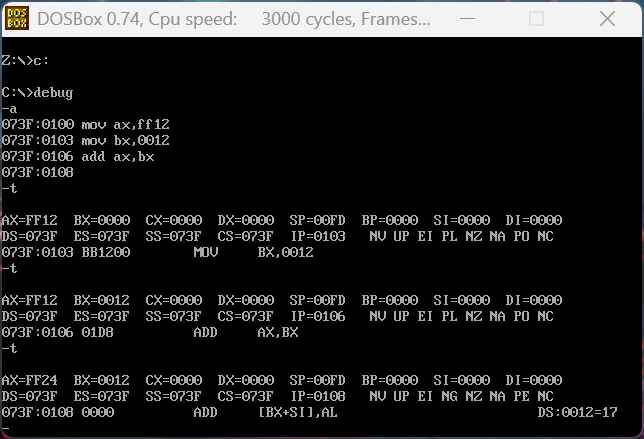 DOS
BOX
DOSBox 0.74, Cpu speed:     3000 cycles, Frames...
Z:\>c:
C:\>debug
-a
073F:0100 mov ax,ff12
073F:0103 mov bx,0012
073F:0106 add ax,bx
073F:0108
-t
AX=FF12  BX=0000  CX=0000  DX=0000  SP=00FD  BP=0000  SI=0000  DI=0000
DS=073F  ES=073F  SS=073F  CS=073F  IP=0103   NV UP EI PL NZ NA PO NC
073F:0103 BB1200        MOV     BX,0012
-t
AX=FF12  BX=0012  CX=0000  DX=0000  SP=00FD  BP=0000  SI=0000  DI=0000
DS=073F  ES=073F  SS=073F  CS=073F  IP=0106   NV UP EI PL NZ NA PO NC
073F:0106 01D8          ADD     AX,BX
-t
AX=FF24  BX=0012  CX=0000  DX=0000  SP=00FD  BP=0000  SI=0000  DI=0000
DS=073F  ES=073F  SS=073F  CS=073F  IP=0108   NV UP EI NG NZ NA PE NC
073F:0108 0000          ADD     [BX+SI],AL                         DS:0012=17
-